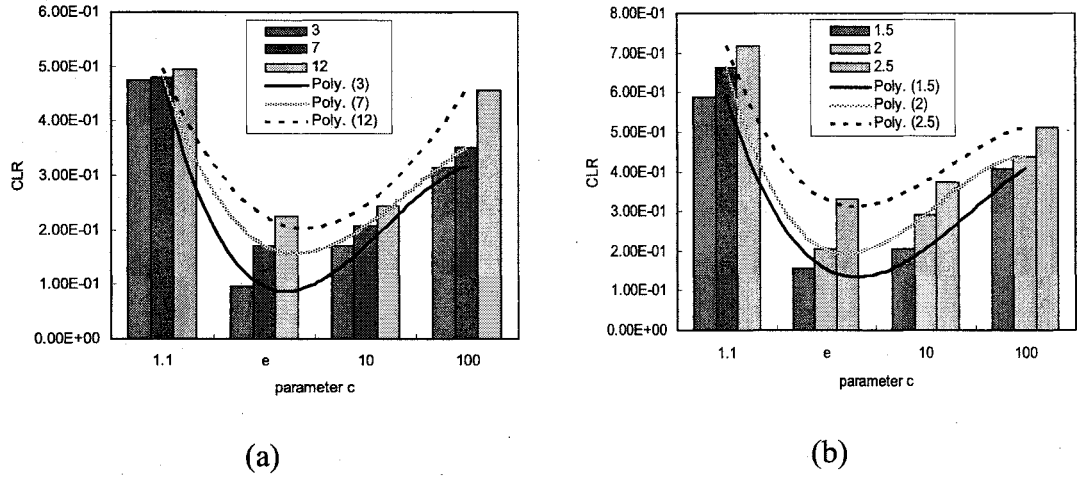 6.00E-01
5.00E-01
4.00E-01
3.00E-01
2.00E-01
1.00E-01
0.00E+00
CLR
3
7
12
Poly. (3)
Poly. (7)
Poly. (12)
1.1 e 10 100
parameter c
(a)
8.00E-01
7.00E-01
6.00E-01
5.00E-01
4.00E-01
3.00E-01
2.00E-01
1.00E-01
0.00E+00
CLR
1.5
2
2.5
Poly. (1.5)
Poly. (2)
Poly. (2.5)
1.1 e 10 100
parameter c
(b)